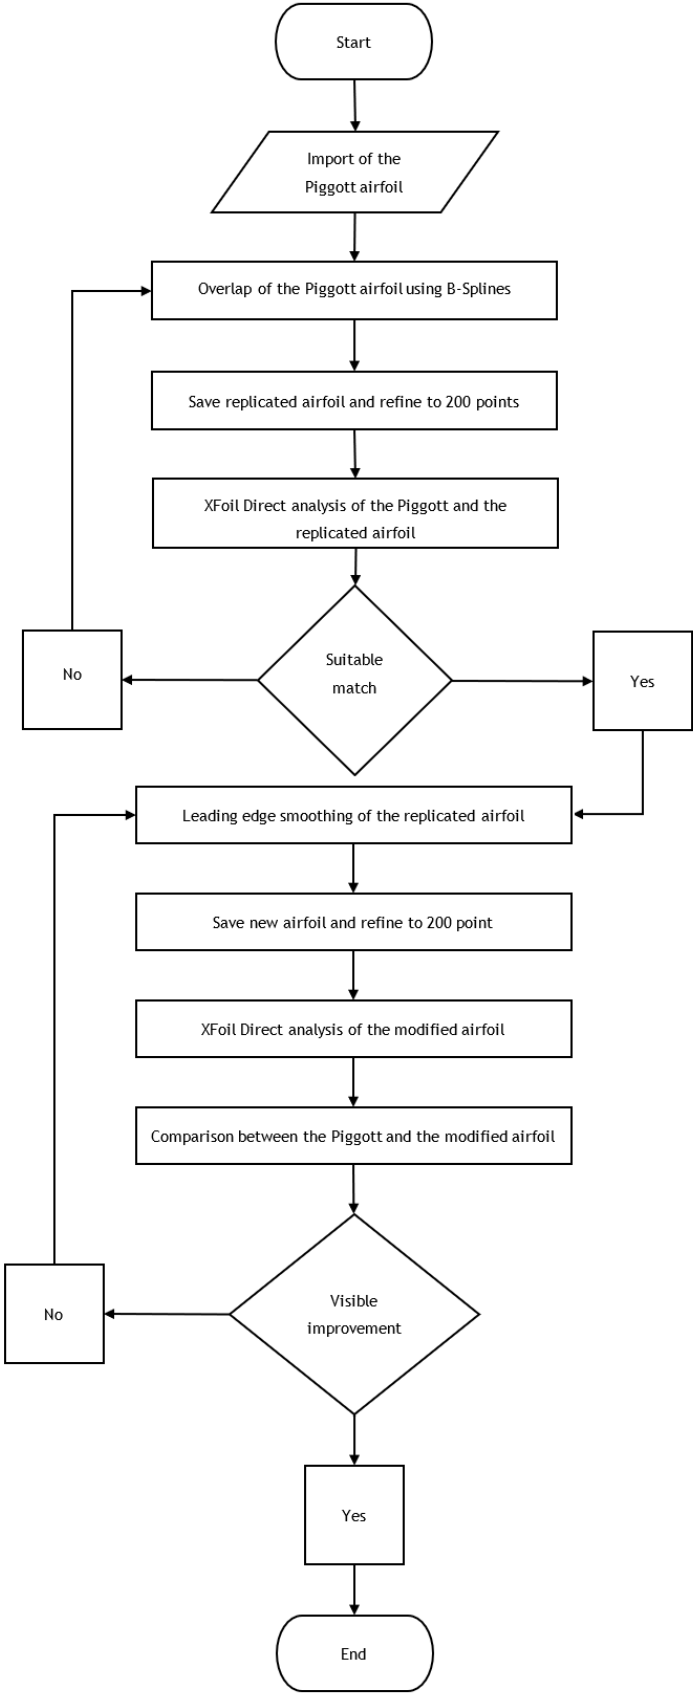 Start
Import of the
Piggott airfoil
Overlap of the Piggott airfoil using B-Splines
Save replicated airfoil and refine to 200 points
XFoil Direct analysis of the Piggott and the
replicated airfoil
Suitable
match
No
Yes
Leading edge smoothing of the replicated airfoil
Save new airfoil and refine to 200 point
XFoil Direct analysis of the modified airfoil
Comparison between the Piggott and the modified airfoil
Visible
improvement
No
Yes
End